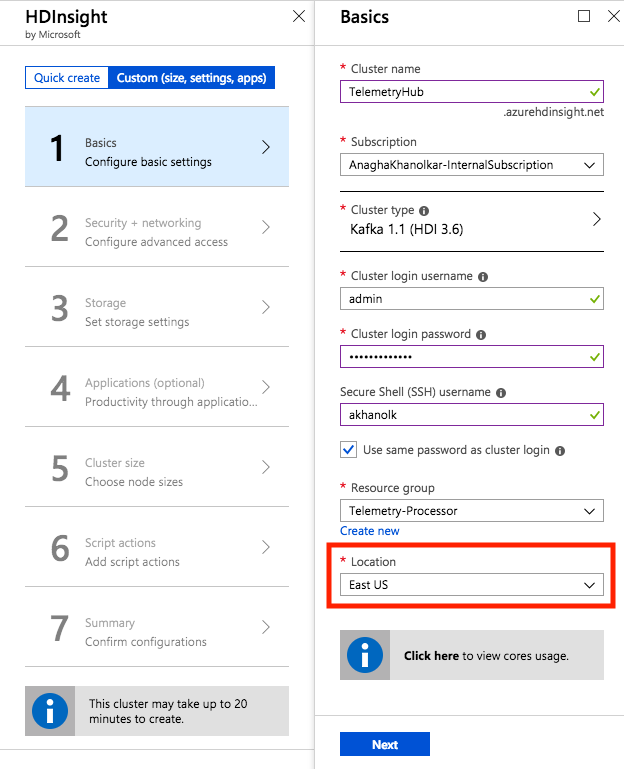 HDInsight
by Microsoft
Quick create
Custom (size, settings, apps)
1
Basics
Configure basic settings
2
Security + networking
Configure advanced access
3
Storage
Set storage settings
4
Applications (optional)
Productivity through applicatio...
5
Cluster size
Choose node sizes
6
Script actions
Add script actions
7
Summary
Confirm configurations
This cluster may take up to 20
minutes to create.
Basics
* Cluster name
TelemetryHub
.azurehdinsight.net
* Subscription
AnaghaKhanolkar-InternalSubscription
* Cluster type
Kafka 1.1 (HDI 3.6)
* Cluster login username
admin
* Cluster login password
•••••••••••••
Secure Shell (SSH) username
akhanolk
Use same password as cluster login
* Resource group
Telemetry-Processor
Create new
* Location
East US
Click here to view cores usage.
Next